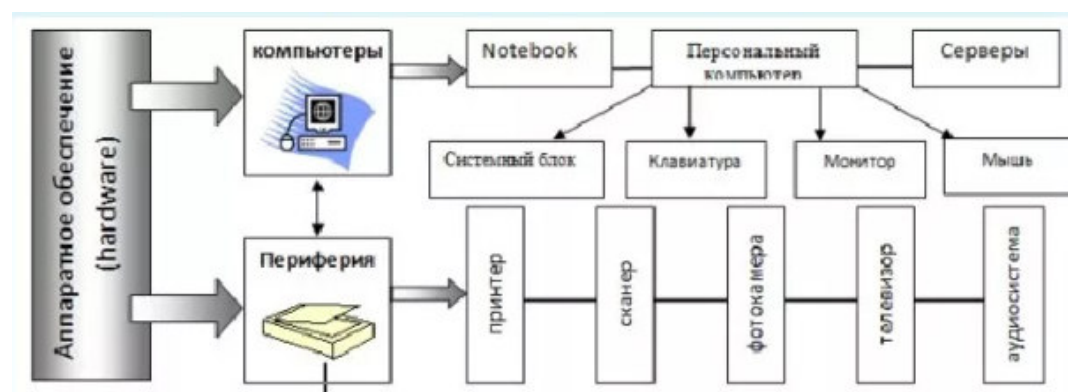 Аппаратное обеспечение
(hardware)
компьютеры
Notebook
Персональный
компьютер
Серверы
Системный блок
Клавиатура
Монитор
Мышь
Периферия
принтер
сканер
фотокамера
телевизор
аудиосистема